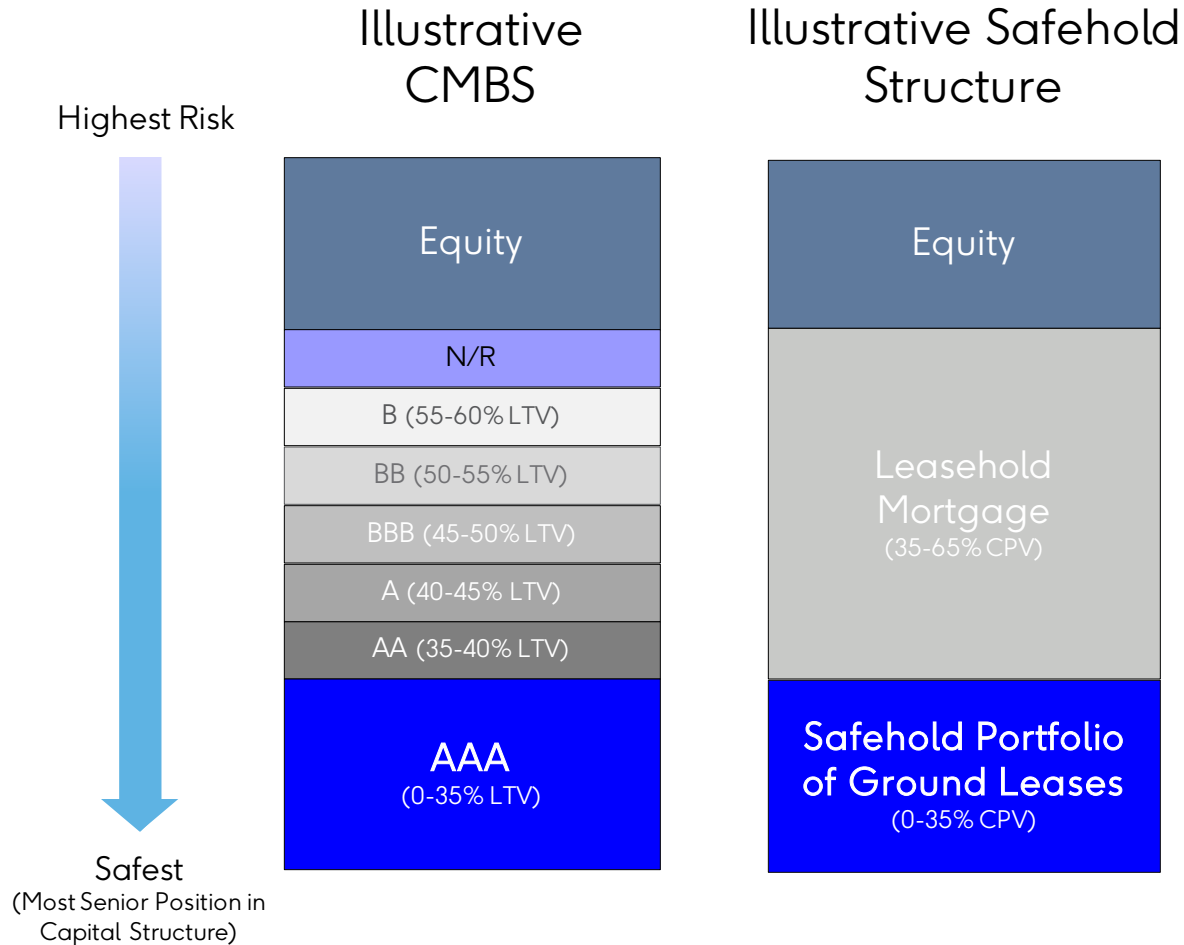 Illustrative
CMBS
Illustrative Safehold
Structure
Highest Risk
Safest
(Most Senior Position in
Capital Structure)
Equity
N/R
B (55-60% LTV)
BB (50-55% LTV)
BBB (45-50% LTV)
A (40-45% LTV)
AA (35-40% LTV)
AAA
(0-35% LTV)
Equity
Leasehold
Mortgage
(35-65% CPV)
Safehold Portfolio
of Ground Leases
(0-35% CPV)